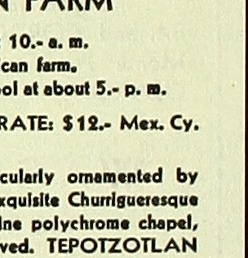 N FARM
10.- a. m.
can farm.
ol at about 5.- p. m.
RATE: $12.- Mex. Cy.
cularly ornamented by
xquisite Churrigueresque
ine polychrome chapel,
ved. TEPOTZOTLAN